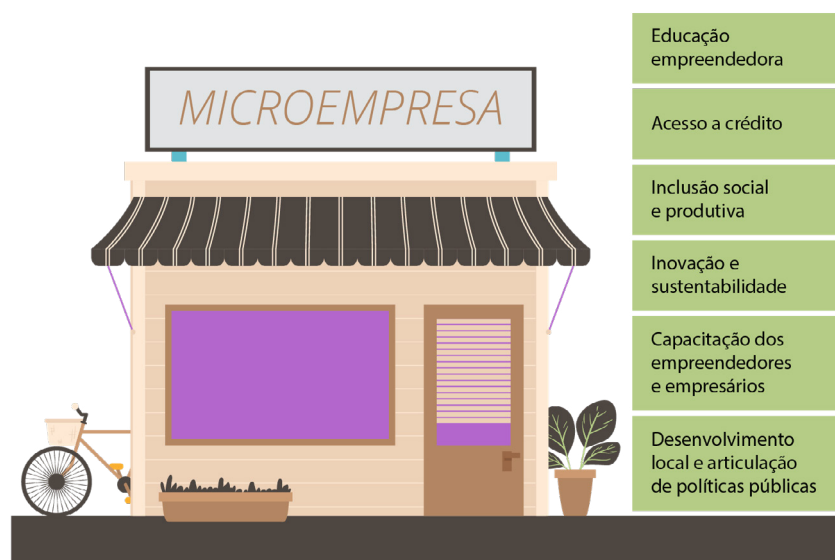 MICROEMPRESA
Educação
empreendedora
Acesso a crédito
Inclusão social
e produtiva
Inovação e
sustentabilidade
Capacitação dos
empreendedores
e empresários
Desenvolvimento
local e articulação
de políticas públicas